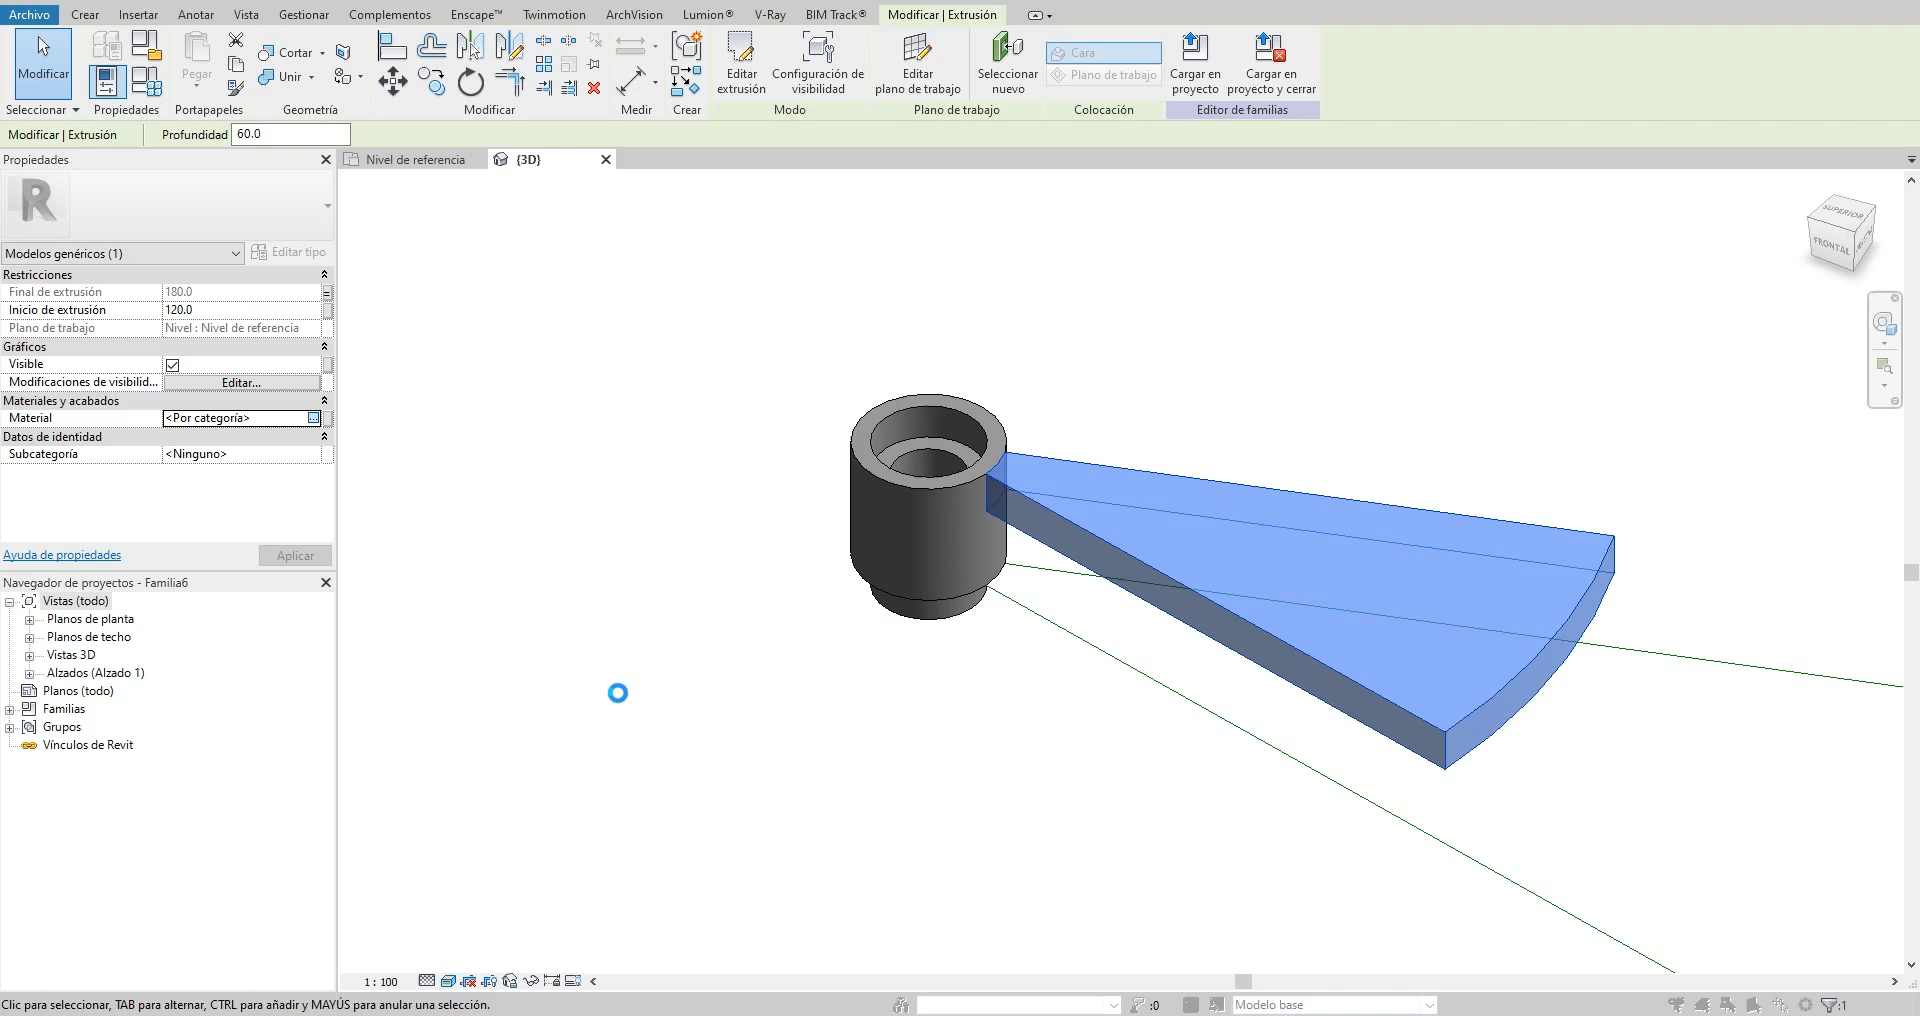 Archivo Crear Insertar Anotar Vista Gestionar Complementos Enscape™ Twinmotion ArchVision Lumion® V-Ray BIM Track® Modificar | Extrusión
Modificar
Pegar
Cortar
Unir
Editar extrusión
Configuración de visibilidad
Editar plano de trabajo
Seleccionar nuevo
Cara
Plano de trabajo
Cargar en proyecto
Cargar en proyecto y cerrar
Seleccionar Propiedades Portapapeles Geometría Modificar Medir Crear Modo Plano de trabajo Colocación Editor de familias
Modificar | Extrusión Profundidad 60.0
Propiedades
Nivel de referencia {3D}
R
Modelos genéricos (1) Editar tipo
Restricciones
Final de extrusión 180.0
Inicio de extrusión 120.0
Plano de trabajo Nivel : Nivel de referencia
Gráficos
Visible
Modificaciones de visibilid... Editar...
Materiales y acabados
Material <Por categoría>
Datos de identidad
Subcategoría <Ninguno>
Ayuda de propiedades Aplicar
Navegador de proyectos - Familia6
Vistas (todo)
Planos de planta
Planos de techo
Vistas 3D
Alzados (Alzado 1)
Planos (todo)
Familias
Grupos
Vínculos de Revit
SUPERIOR
FRONTAL
1 : 100
Clic para seleccionar, TAB para alternar, CTRL para añadir y MAYÚS para anular una selección. :0 Modelo base :1